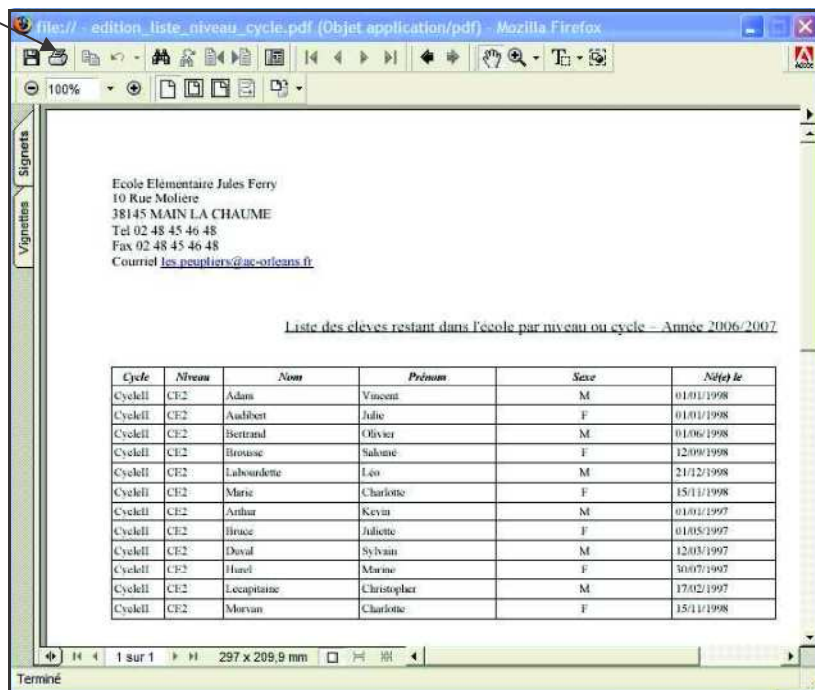 file:// - edition_liste_niveau_cycle.pdf (Objet application/pdf) - Mozilla Firefox
100%
Adobe
Signets
Vignettes
Ecole Elémentaire Jules Ferry
10 Rue Molière
38145 MAIN LA CHAUME
Tel 02 48 45 46 48
Fax 02 48 45 46 48
Courriel les.peupliers@ac-orleans.fr
Liste des élèves restant dans l'école par niveau ou cycle – Année 2006/2007
Cycle Niveau Nom Prénom Sexe Né(e) le
CycleII CE2 Adam Vincent M 01/01/1998
CycleII CE2 Audibert Julie F 01/01/1998
CycleII CE2 Bertrand Olivier M 01/06/1998
CycleII CE2 Brousse Salomé F 12/09/1998
CycleII CE2 Labourdette Léo M 21/12/1998
CycleII CE2 Marie Charlotte F 15/11/1998
CycleII CE2 Arthur Kevin M 01/01/1997
CycleII CE2 Bruce Juliette F 01/05/1997
CycleII CE2 Duval Sylvain M 12/03/1997
CycleII CE2 Hurel Marine F 30/07/1997
CycleII CE2 Lecapitaine Christopher M 17/02/1997
CycleII CE2 Morvan Charlotte F 15/11/1998
1 sur 1 297 x 209,9 mm
Terminé